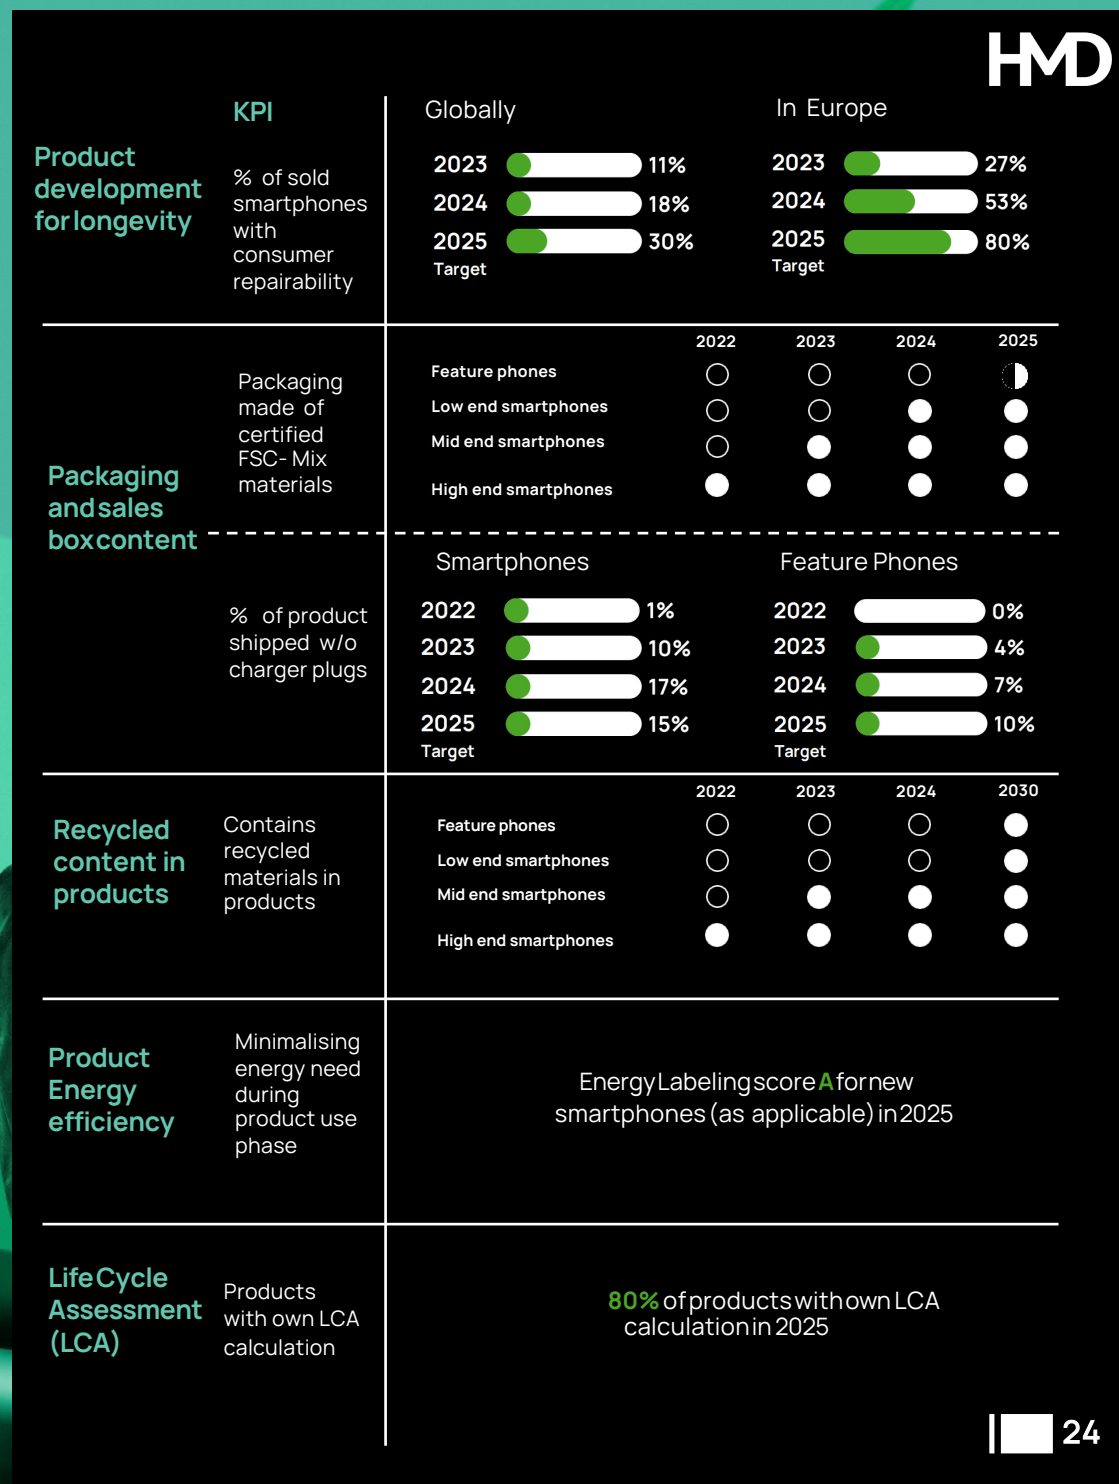 HMD
KPI
Globally
In Europe
Product
development
for longevity
% of sold
smartphones
with
consumer
repairability
2023 11%
2024 18%
2025 30%
Target
2023 27%
2024 53%
2025 80%
Target
Packaging
and sales
box content
Packaging
made of
certified
FSC- Mix
materials
2022 2023 2024 2025
Feature phones
Low end smartphones
Mid end smartphones
High end smartphones
% of product
shipped w/o
charger plugs
Smartphones
2022 1%
2023 10%
2024 17%
2025 15%
Target
Feature Phones
2022 0%
2023 4%
2024 7%
2025 10%
Target
Recycled
content in
products
Contains
recycled
materials in
products
2022 2023 2024 2030
Feature phones
Low end smartphones
Mid end smartphones
High end smartphones
Product
Energy
efficiency
Minimalising
energy need
during
product use
phase
Energy Labeling score A for new
smartphones (as applicable) in 2025
Life Cycle
Assessment
(LCA)
Products
with own LCA
calculation
80% of products with own LCA
calculation in 2025
24